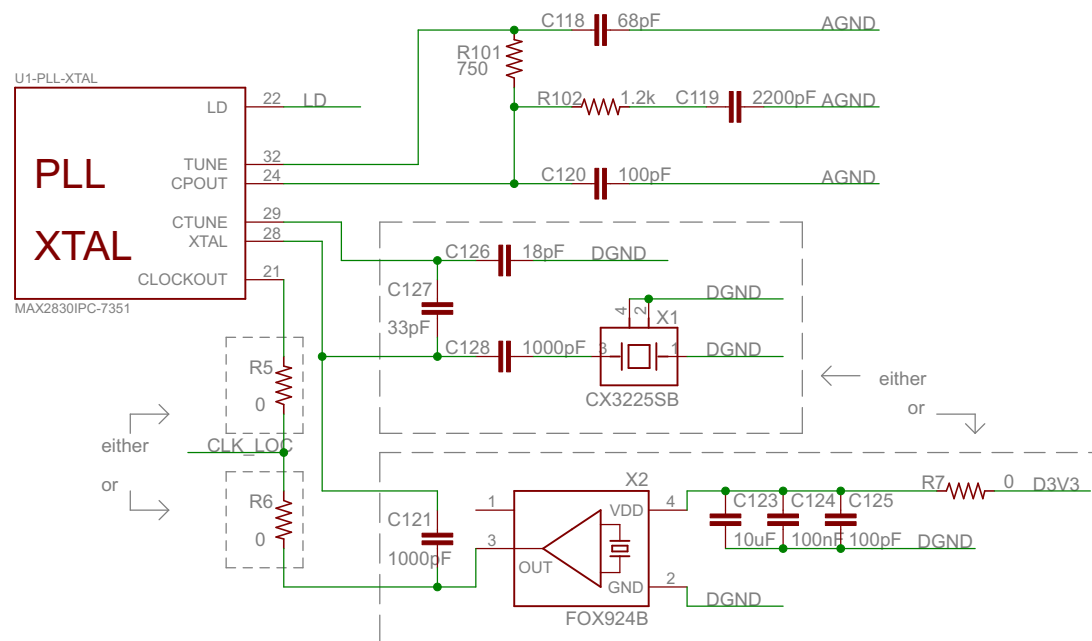 C118 68pF AGND
R101
750
U1-PLL-XTAL
LD 22 LD
R102 1.2k C119 2200pF AGND
TUNE 32
PLL
CPOUT 24
C120 100pF AGND
CTUNE 29
XTAL
XTAL 28
C126 18pF DGND
CLOCKOUT 21
C127
33pF
MAX2830IPC-7351
4 2 DGND
X1
C128 1000pF 3 1 DGND
R5
0
CX3225SB
either
or
either
CLK_LOC
or
R6
0
X2
1
VDD 4
R7 0 D3V3
C123 C124 C125
10uF 100nF 100pF DGND
C121
1000pF
3
OUT
GND 2
DGND
FOX924B